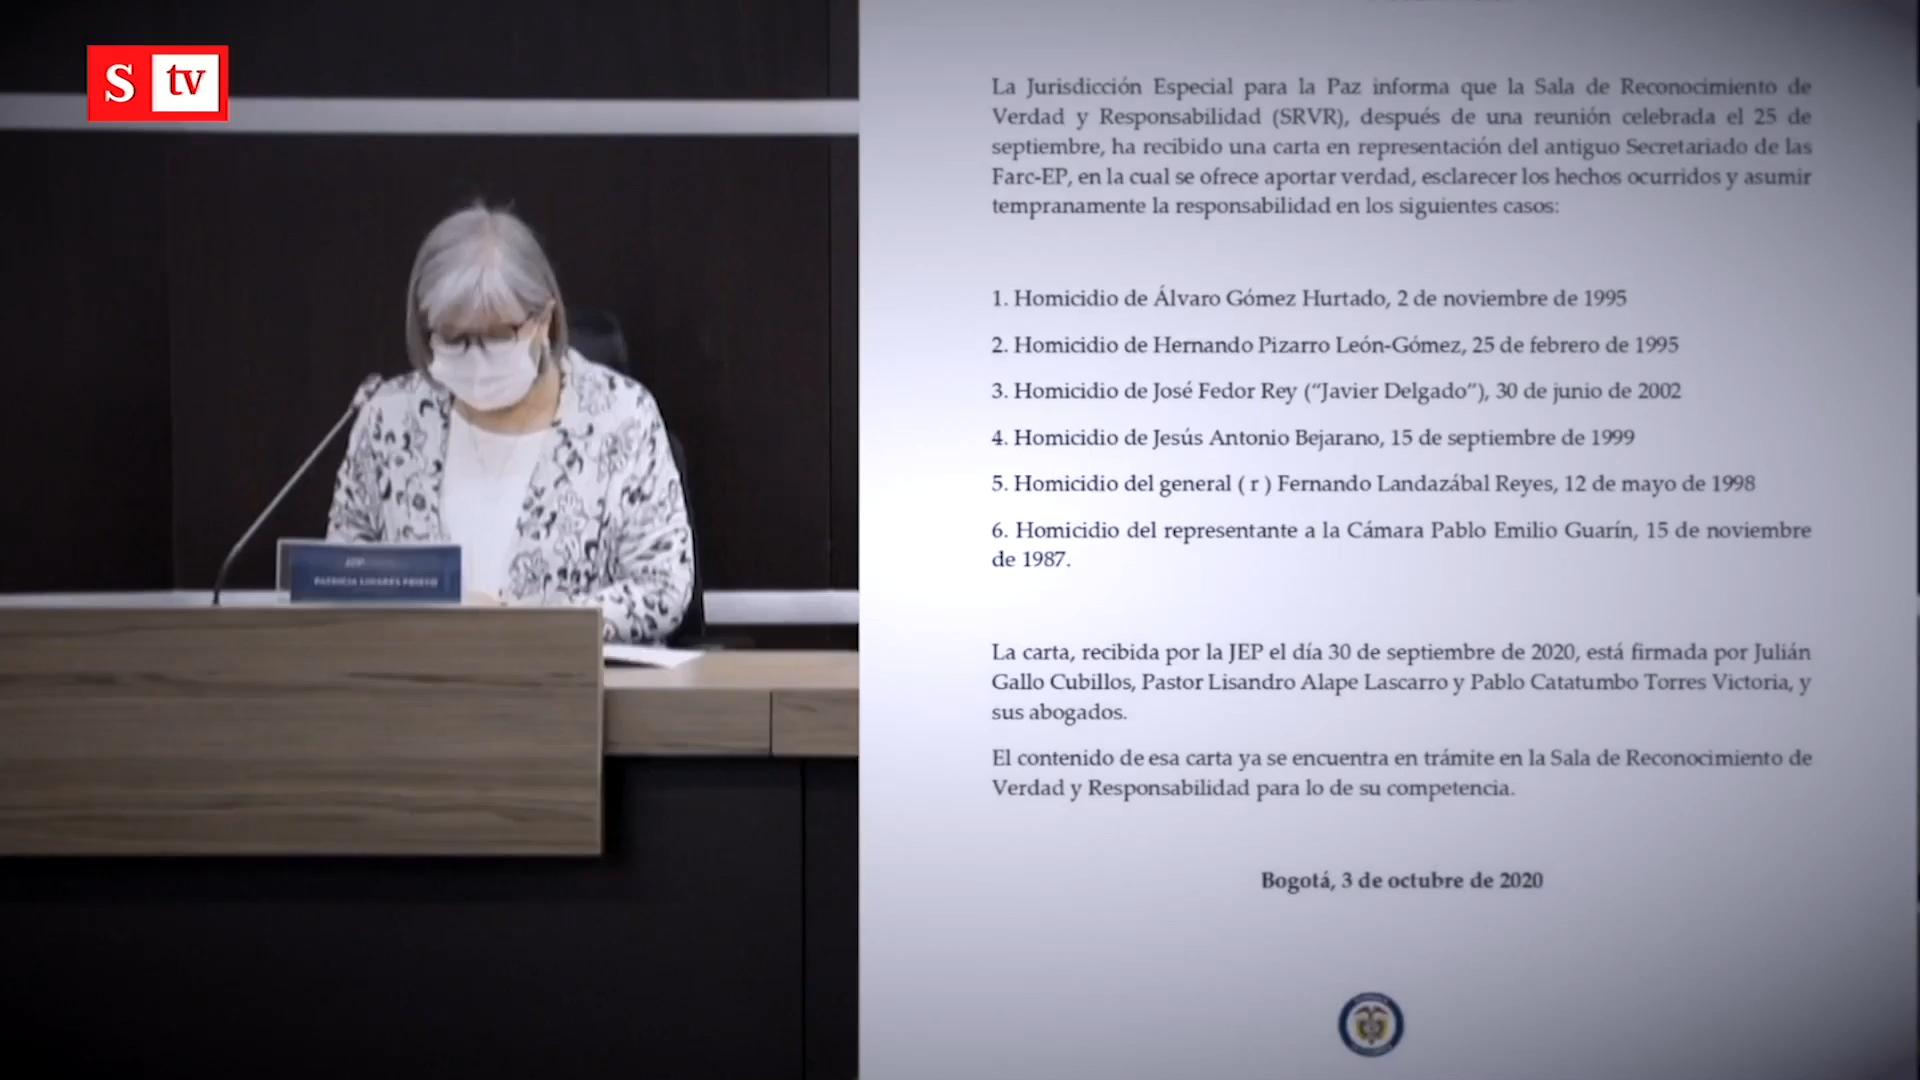 S tv
La Jurisdicción Especial para la Paz informa que la Sala de Reconocimiento de
Verdad y Responsabilidad (SRVR), después de una reunión celebrada el 25 de
septiembre, ha recibido una carta en representación del antiguo Secretariado de las
Farc-EP, en la cual se ofrece aportar verdad, esclarecer los hechos ocurridos y asumir
tempranamente la responsabilidad en los siguientes casos:
1. Homicidio de Álvaro Gómez Hurtado, 2 de noviembre de 1995
2. Homicidio de Hernando Pizarro León-Gómez, 25 de febrero de 1995
3. Homicidio de José Fedor Rey (“Javier Delgado”), 30 de junio de 2002
4. Homicidio de Jesús Antonio Bejarano, 15 de septiembre de 1999
5. Homicidio del general ( r ) Fernando Landazábal Reyes, 12 de mayo de 1998
6. Homicidio del representante a la Cámara Pablo Emilio Guarín, 15 de noviembre
de 1987.
La carta, recibida por la JEP el día 30 de septiembre de 2020, está firmada por Julián
Gallo Cubillos, Pastor Lisandro Alape Lascarro y Pablo Catatumbo Torres Victoria, y
sus abogados.
El contenido de esa carta ya se encuentra en trámite en la Sala de Reconocimiento de
Verdad y Responsabilidad para lo de su competencia.
Bogotá, 3 de octubre de 2020
JEP
PATRICIA LINARES PRIETO